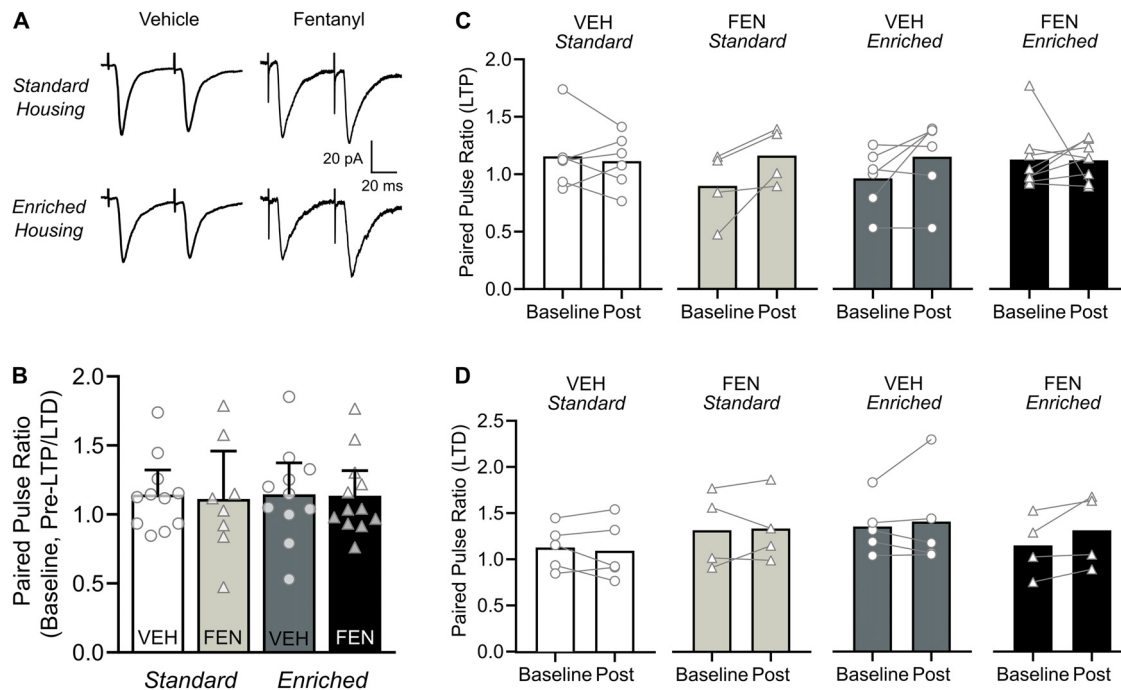 A
Vehicle
Fentanyl
Standard
Housing
20 pA
20 ms
Enriched
Housing
B
Paired Pulse Ratio
(Baseline, Pre-LTP/LTD)
2.0
1.5
1.0
0.5
0.0
VEH
FEN
VEH
FEN
Standard
Enriched
C
VEH
Standard
FEN
Standard
VEH
Enriched
FEN
Enriched
Paired Pulse Ratio (LTP)
2.0
1.5
1.0
0.5
0.0
Baseline Post
Baseline Post
Baseline Post
Baseline Post
D
VEH
Standard
FEN
Standard
VEH
Enriched
FEN
Enriched
Paired Pulse Ratio (LTD)
2.5
2.0
1.5
1.0
0.5
0.0
Baseline Post
Baseline Post
Baseline Post
Baseline Post